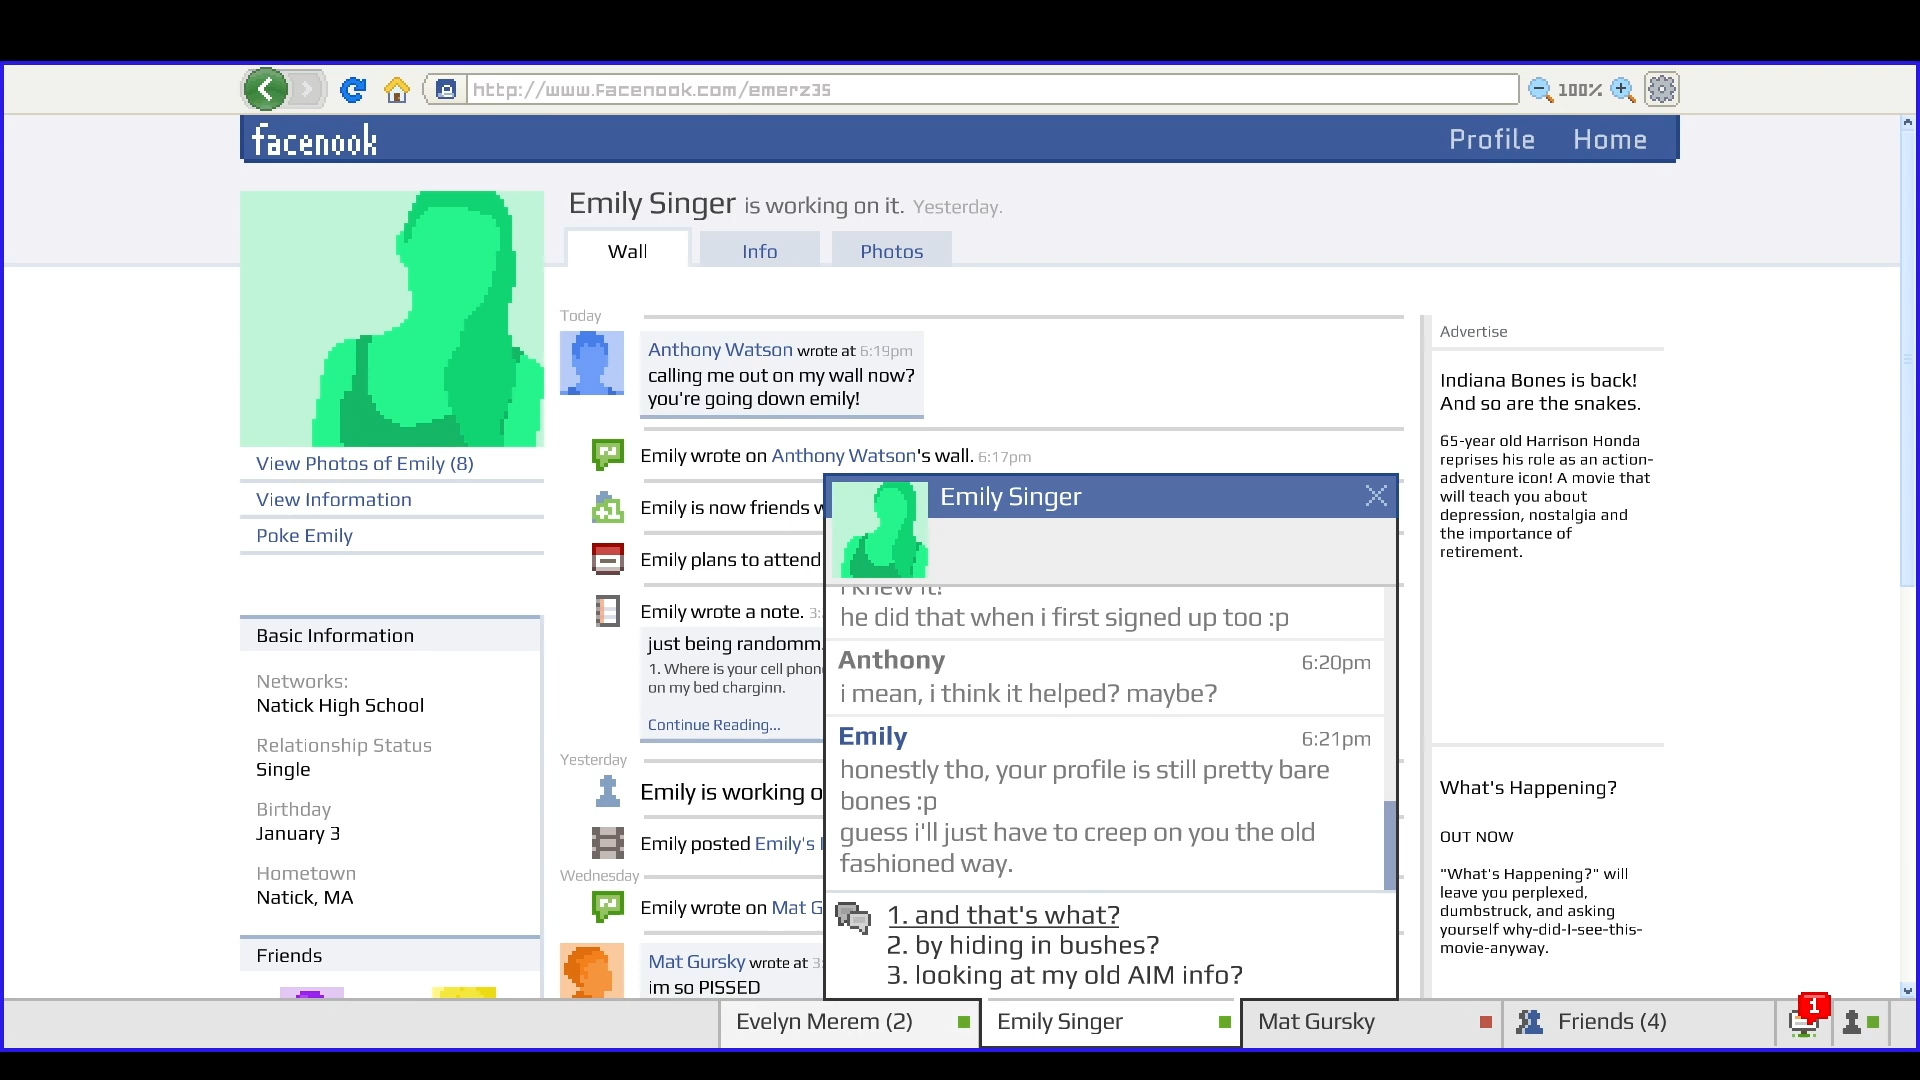 http://www.facenook.com/emerz35
100%
facenook
Profile
Home
Emily Singer is working on it. Yesterday.
Wall
Info
Photos
View Photos of Emily (8)
View Information
Poke Emily
Basic Information
Networks:
Natick High School
Relationship Status
Single
Birthday
January 3
Hometown
Natick, MA
Friends
Today
Anthony Watson wrote at 6:19pm
calling me out on my wall now?
you're going down emily!
Emily wrote on Anthony Watson's wall. 6:17pm
Emily is now friends
Emily plans to attend
Emily wrote a note.
just being randomm.
1. Where is your cell phon
on my bed charginn.
Continue Reading...
Yesterday
Emily is working o
Emily posted Emily's
Wednesday
Emily wrote on Mat G
Mat Gursky wrote at 3:
im so PISSED
Emily Singer
i knew it!
he did that when i first signed up too :p
Anthony
6:20pm
i mean, i think it helped? maybe?
Emily
6:21pm
honestly tho, your profile is still pretty bare
bones :p
guess i'll just have to creep on you the old
fashioned way.
1. and that's what?
2. by hiding in bushes?
3. looking at my old AIM info?
Advertise
Indiana Bones is back!
And so are the snakes.
65-year old Harrison Honda
reprises his role as an action-
adventure icon! A movie that
will teach you about
depression, nostalgia and
the importance of
retirement.
What's Happening?
OUT NOW
"What's Happening?" will
leave you perplexed,
dumbstruck, and asking
yourself why-did-I-see-this-
movie-anyway.
Evelyn Merem (2)
Emily Singer
Mat Gursky
Friends (4)
1